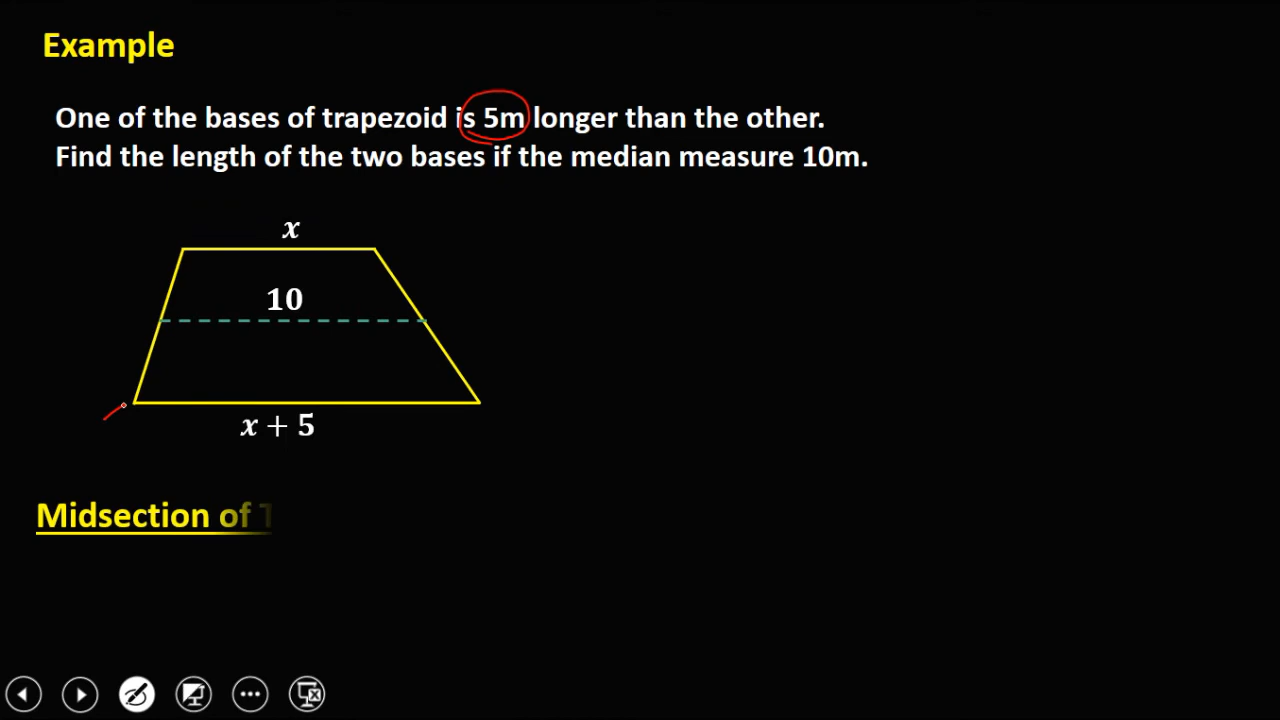 Example
One of the bases of trapezoid is 5m longer than the other.
Find the length of the two bases if the median measure 10m.
x
10
x + 5
Midsection of T